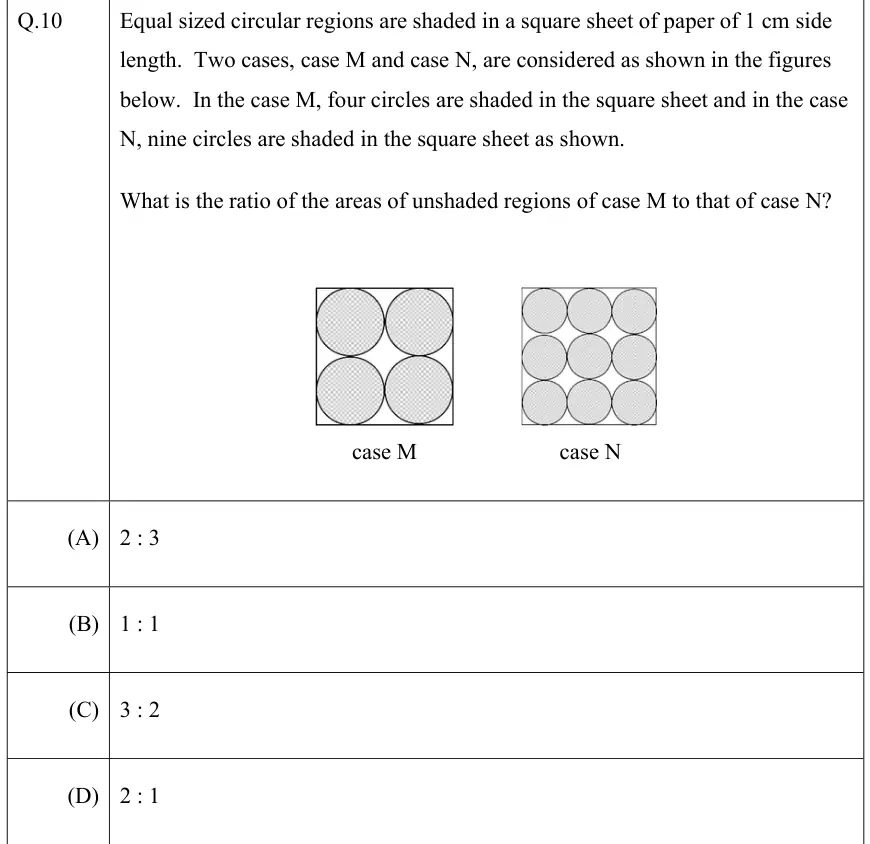 Q.10 Equal sized circular regions are shaded in a square sheet of paper of 1 cm side
length. Two cases, case M and case N, are considered as shown in the figures
below. In the case M, four circles are shaded in the square sheet and in the case
N, nine circles are shaded in the square sheet as shown.
What is the ratio of the areas of unshaded regions of case M to that of case N?
case M case N
(A) 2 : 3
(B) 1 : 1
(C) 3 : 2
(D) 2 : 1